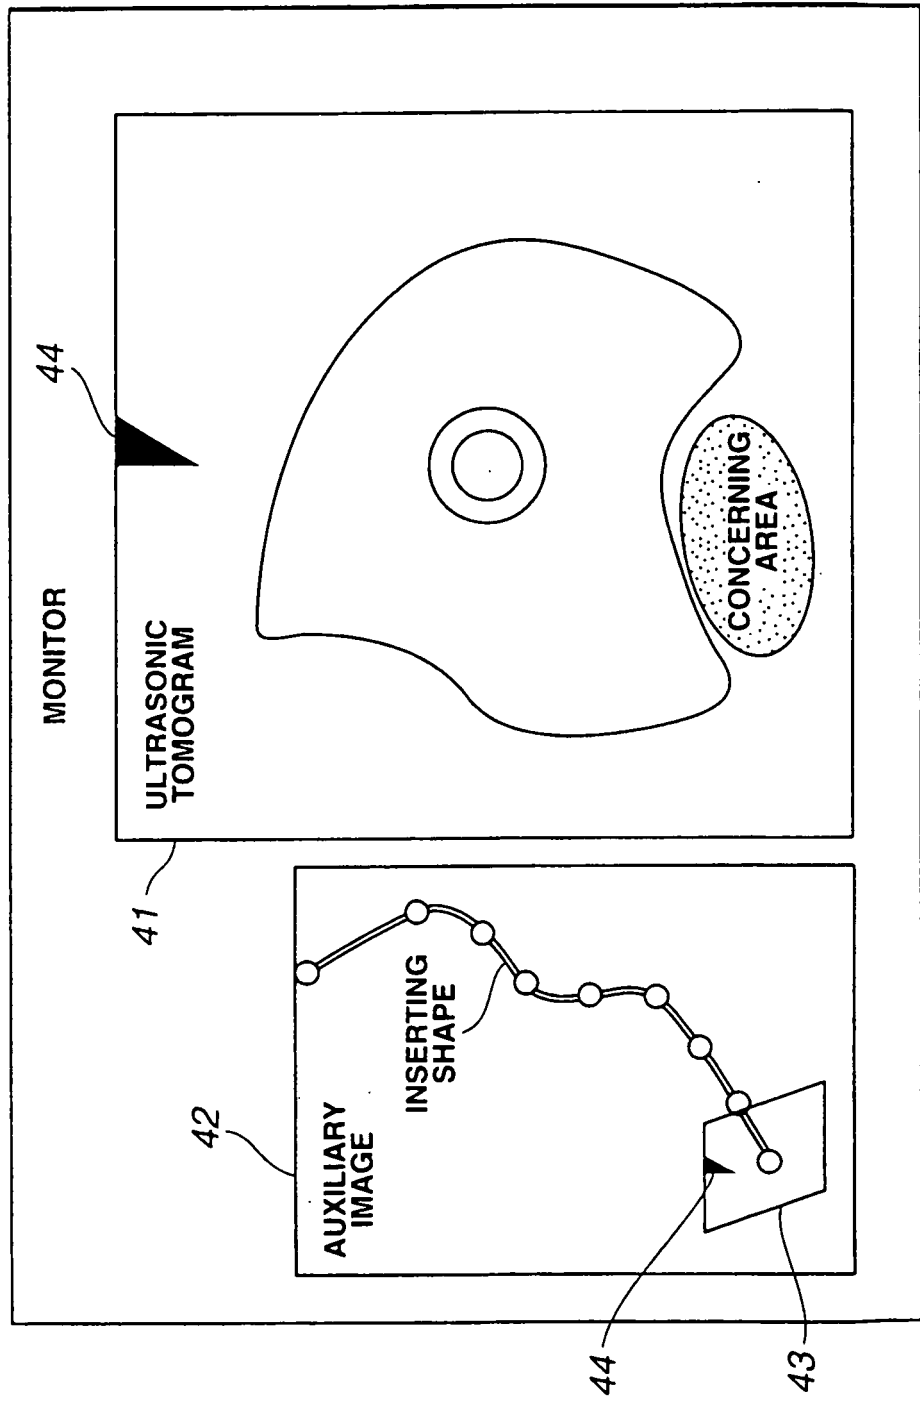 MONITOR
44
ULTRASONIC
TOMOGRAM
41
CONCERNING
AREA
42
AUXILIARY
IMAGE
INSERTING
SHAPE
44
43